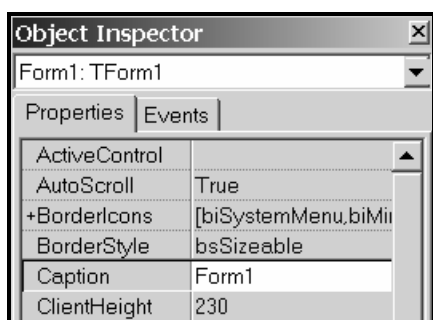 Object Inspector
Form1: TForm1
Properties Events
ActiveControl
AutoScroll True
+BorderIcons [biSystemMenu,biMi
BorderStyle bsSizeable
Caption Form1
ClientHeight 230